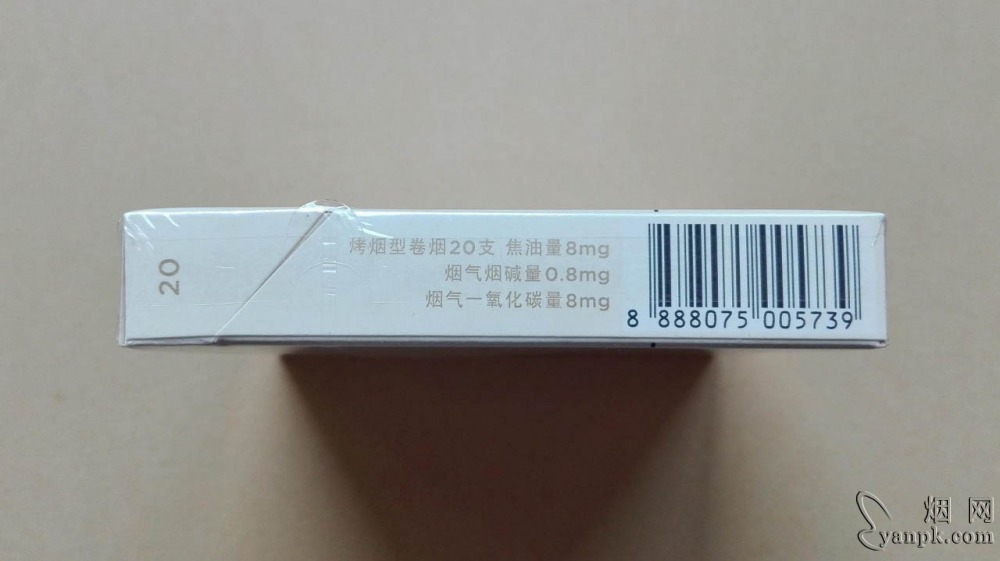 20
烤烟型卷烟20支 焦油量8mg
烟气烟碱量0.8mg
烟气一氧化碳量8mg
8 888075 005739
烟网
yanpk.com